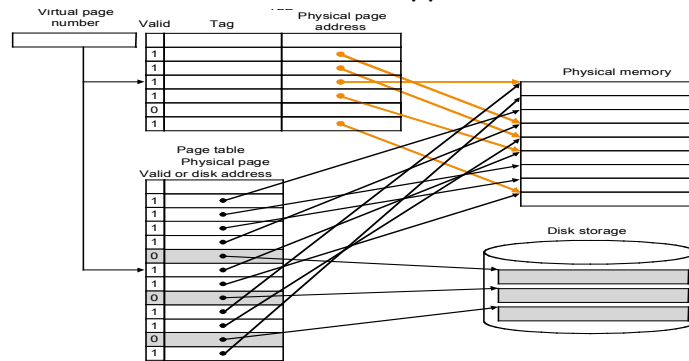 Virtual page
number
Valid
Tag
Physical page
address
1
1
1
1
0
1
Physical memory
Page table
Physical page
Valid or disk address
1
1
1
1
0
1
1
0
1
1
0
1
Disk storage